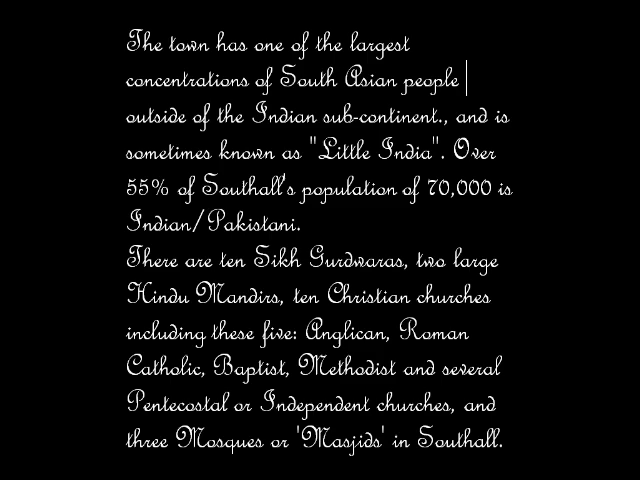 The town has one of the largest
concentrations of South Asian people
outside of the Indian sub-continent., and is
sometimes known as "Little India". Over
55% of Southall's population of 70,000 is
Indian/Pakistani.
There are ten Sikh Gurdwaras, two large
Hindu Mandirs, ten Christian churches
including these five: Anglican, Roman
Catholic, Baptist, Methodist and several
Pentecostal or Independent churches, and
three Mosques or 'Masjids' in Southall.